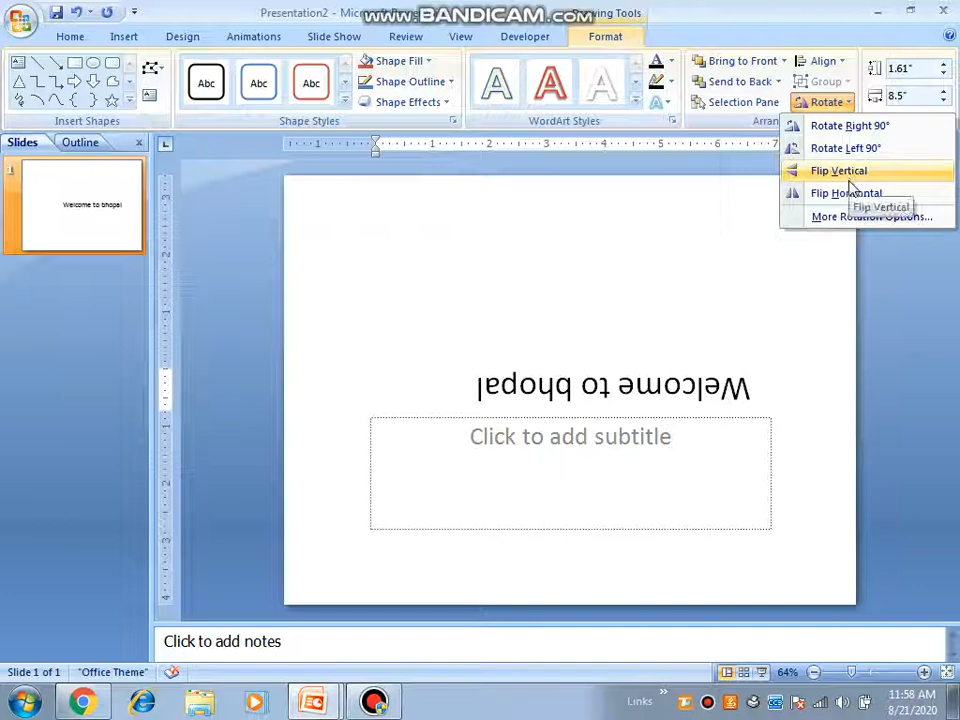 Presentation2 - Microsoft
www.BANDICAM.com
Drawing Tools
Home Insert Design Animations Slide Show Review View Developer Format
Shape Fill
Shape Outline
Shape Effects
Abc Abc Abc
A A A
Bring to Front
Send to Back
Selection Pane
Align
Group
Rotate
1.61"
8.5"
Insert Shapes Shape Styles WordArt Styles Arran
Rotate Right 90°
Rotate Left 90°
Flip Vertical
Flip Horizontal
Flip Vertical
More Rotation Options...
Slides Outline
1
Welcome to bhopal
Welcome to bhopal
Click to add subtitle
Click to add notes
Slide 1 of 1 "Office Theme" 64%
Links
11:58 AM
8/21/2020